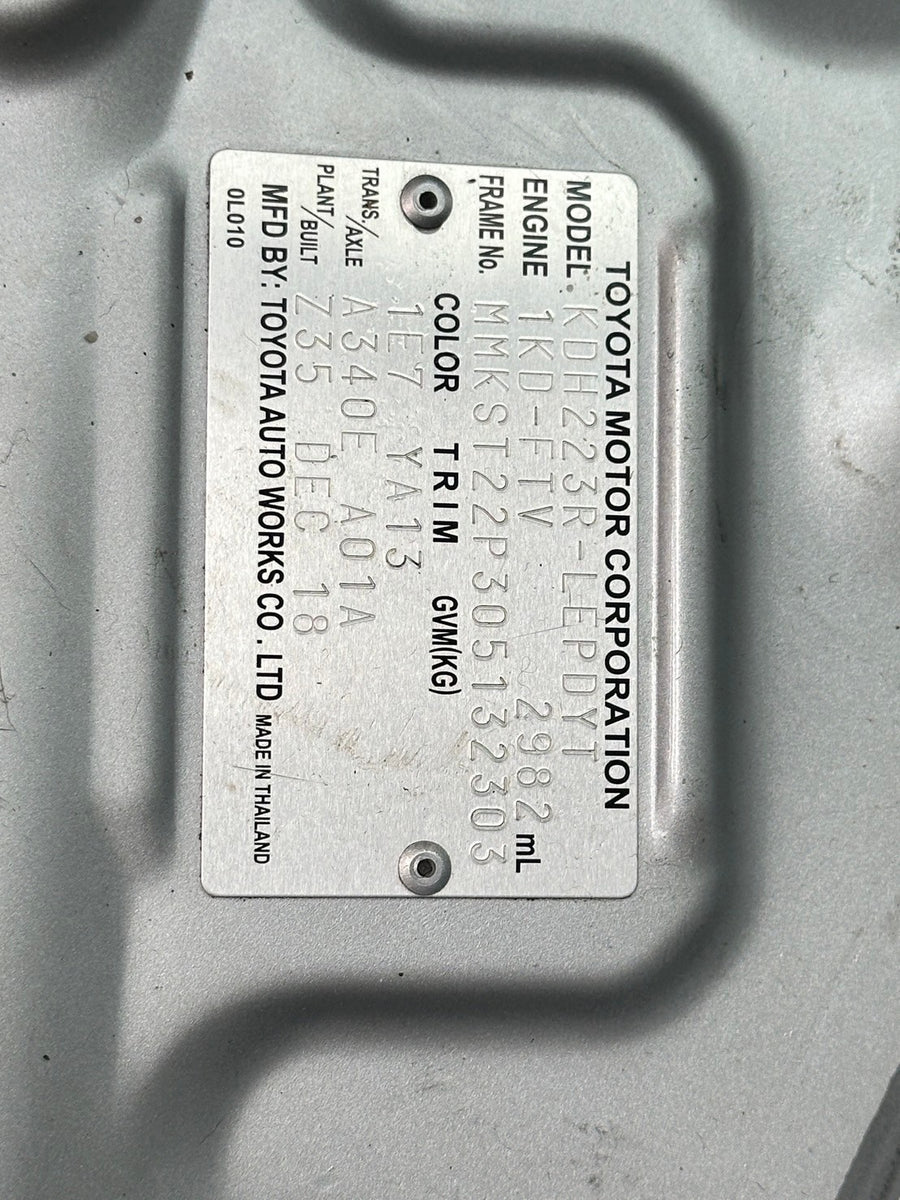 TOYOTA MOTOR CORPORATION
MODEL KDH223R-LEPDYT
ENGINE 1KD-FTV 2982 mL
FRAME No. MMKST22P305132303
COLOR TRIM GVM(KG)
1E7 YA13
TRANS./AXLE A340E A01A
PLANT/BUILT Z35 DEC 18
MFD BY: TOYOTA AUTO WORKS CO . LTD MADE IN THAILAND
0L010